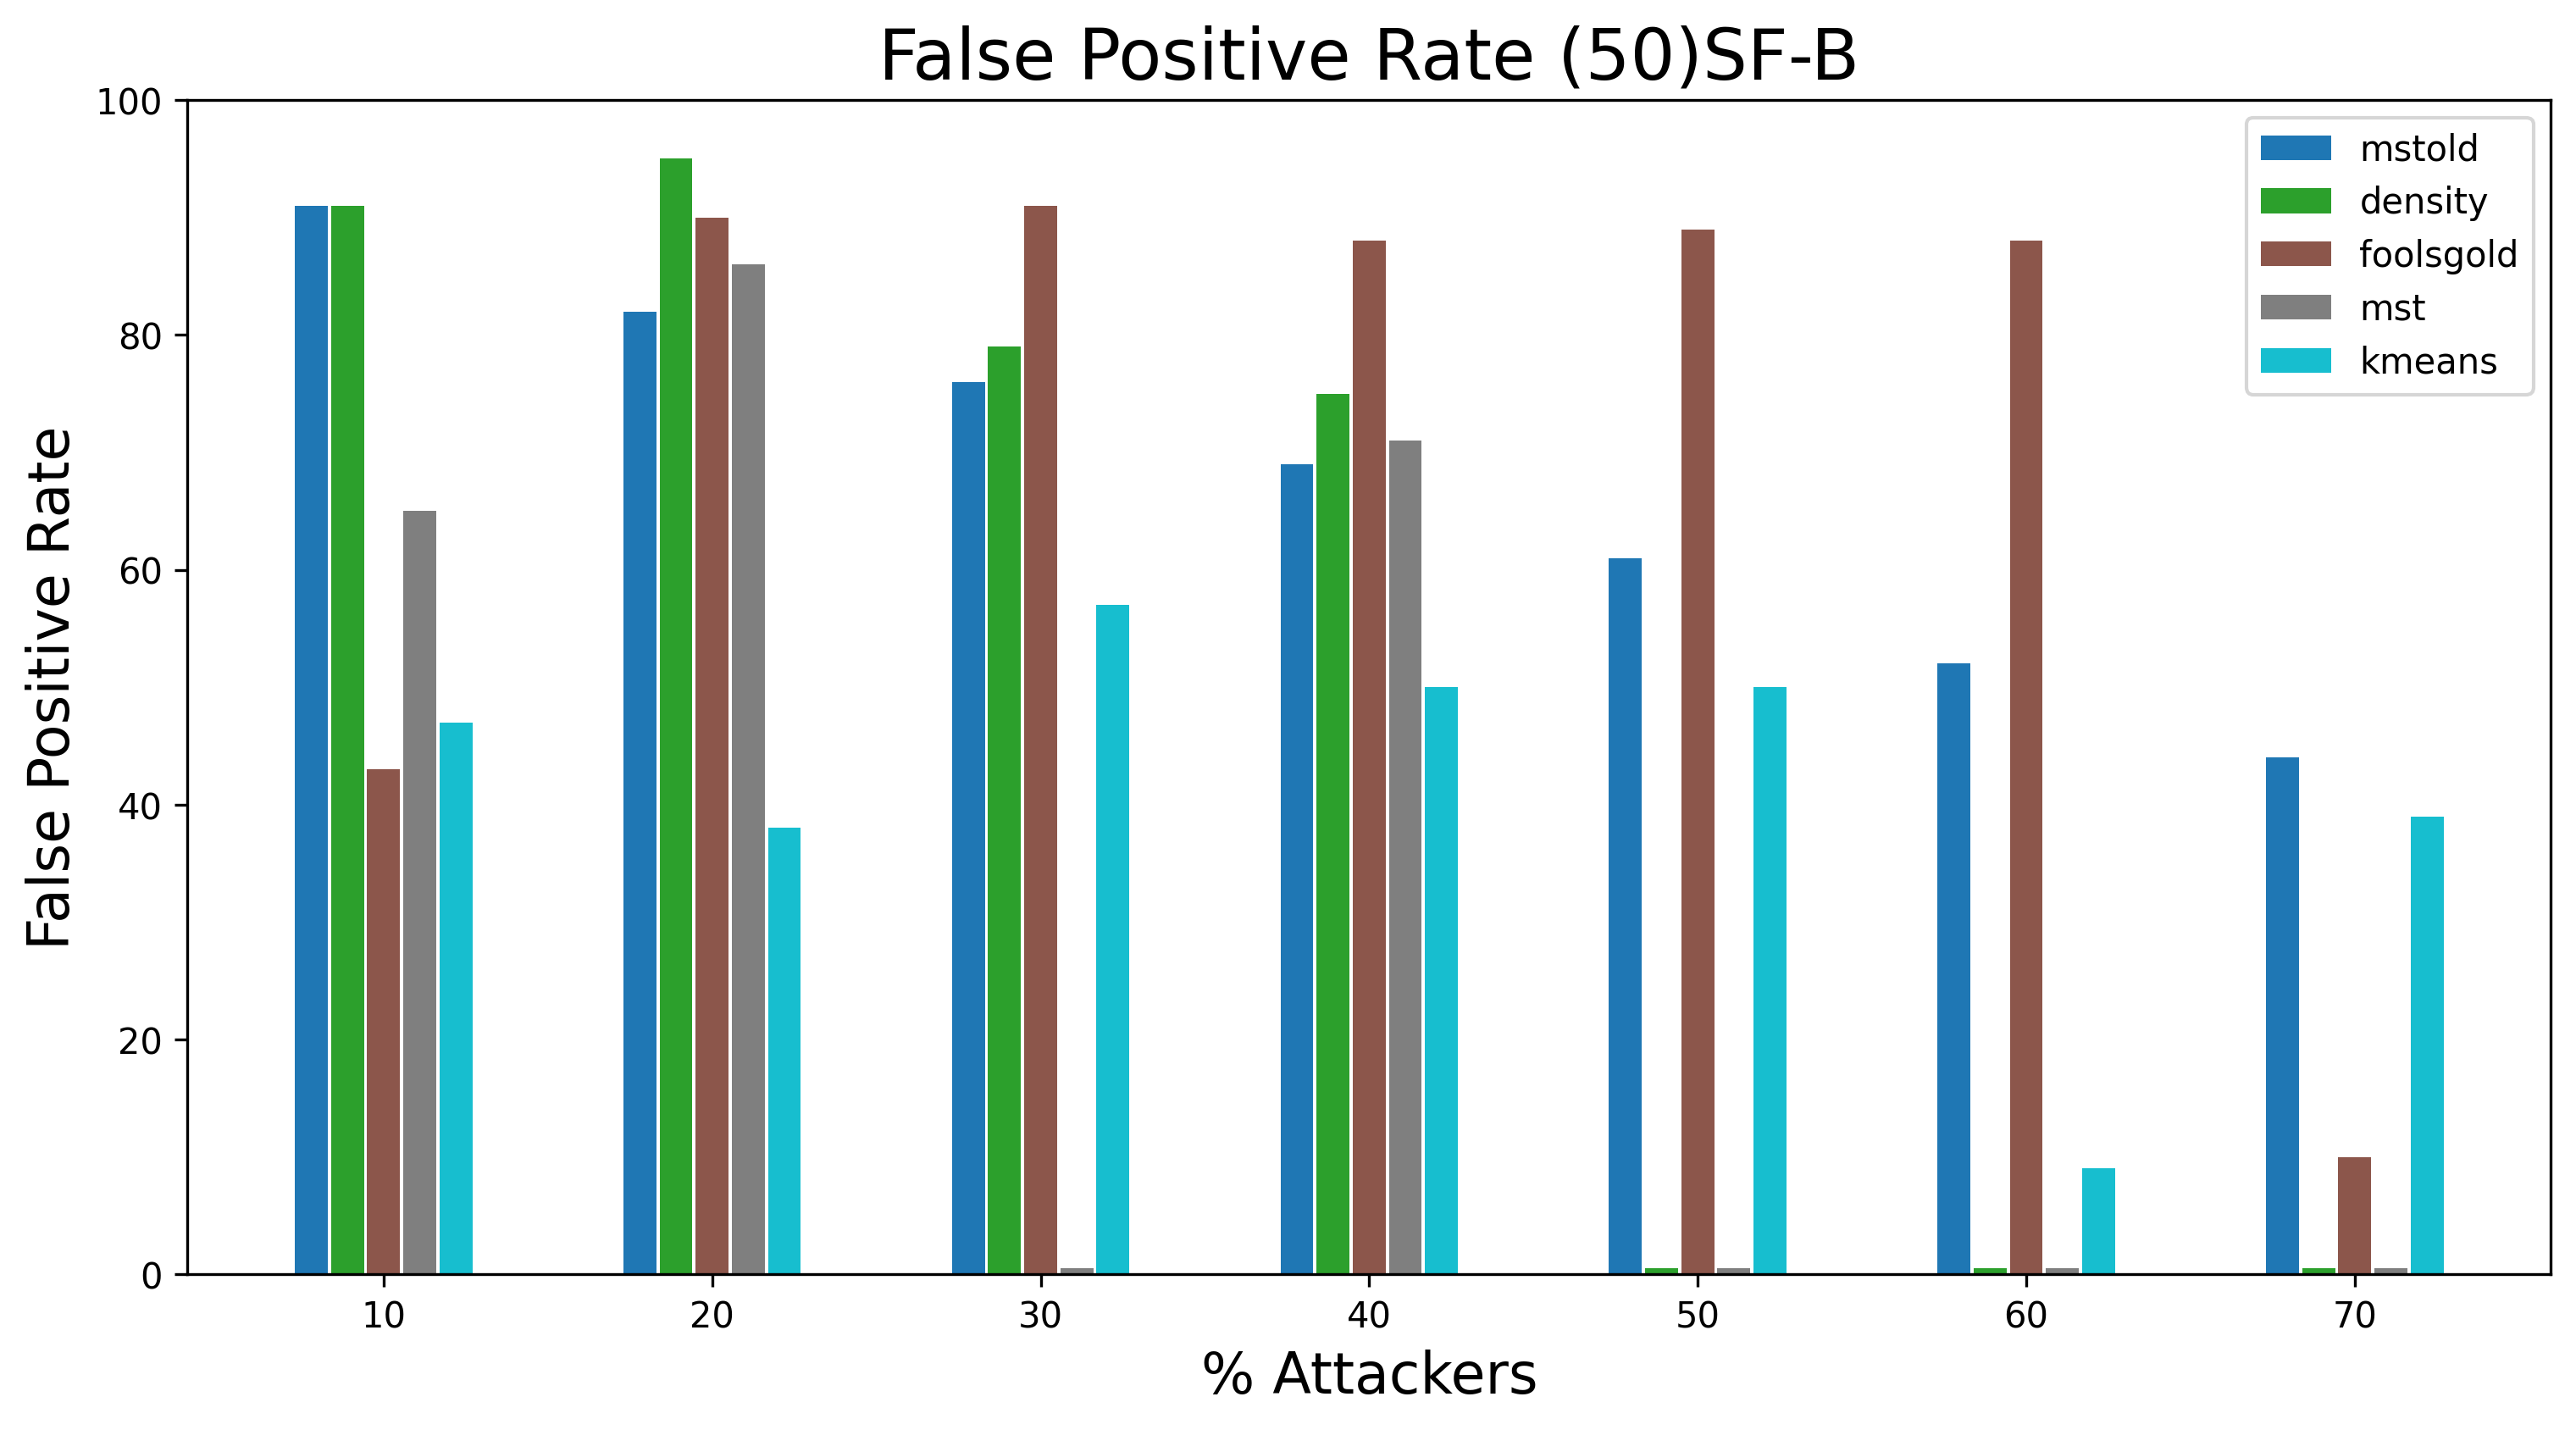 False Positive Rate (50)SF-B
False Positive Rate
100
80
60
40
20
0
mstold
density
foolsgold
mst
kmeans
10 20 30 40 50 60 70
% Attackers